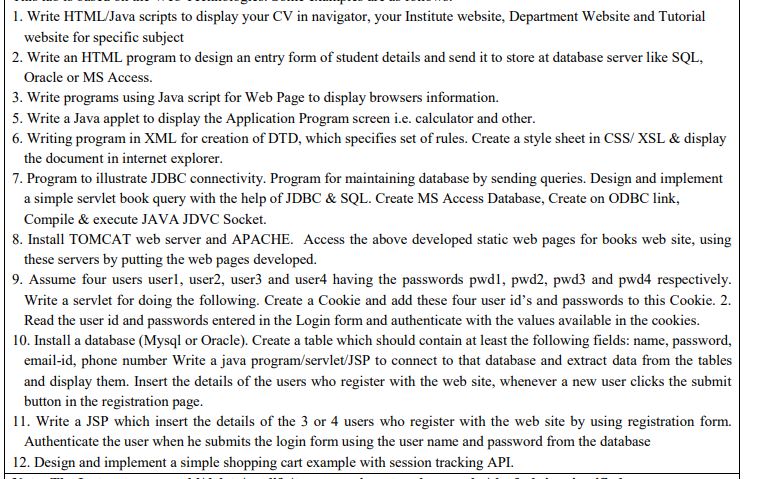 1. Write HTML/Java scripts to display your CV in navigator, your Institute website, Department Website and Tutorial
website for specific subject
2. Write an HTML program to design an entry form of student details and send it to store at database server like SQL,
Oracle or MS Access.
3. Write programs using Java script for Web Page to display browsers information.
5. Write a Java applet to display the Application Program screen i.e. calculator and other.
6. Writing program in XML for creation of DTD, which specifies set of rules. Create a style sheet in CSS/ XSL & display
the document in internet explorer.
7. Program to illustrate JDBC connectivity. Program for maintaining database by sending queries. Design and implement
a simple servlet book query with the help of JDBC & SQL. Create MS Access Database, Create on ODBC link,
Compile & execute JAVA JDVC Socket.
8. Install TOMCAT web server and APACHE. Access the above developed static web pages for books web site, using
these servers by putting the web pages developed.
9. Assume four users user1, user2, user3 and user4 having the passwords pwd1, pwd2, pwd3 and pwd4 respectively.
Write a servlet for doing the following. Create a Cookie and add these four user id’s and passwords to this Cookie. 2.
Read the user id and passwords entered in the Login form and authenticate with the values available in the cookies.
10. Install a database (Mysql or Oracle). Create a table which should contain at least the following fields: name, password,
email-id, phone number Write a java program/servlet/JSP to connect to that database and extract data from the tables
and display them. Insert the details of the users who register with the web site, whenever a new user clicks the submit
button in the registration page.
11. Write a JSP which insert the details of the 3 or 4 users who register with the web site by using registration form.
Authenticate the user when he submits the login form using the user name and password from the database
12. Design and implement a simple shopping cart example with session tracking API.